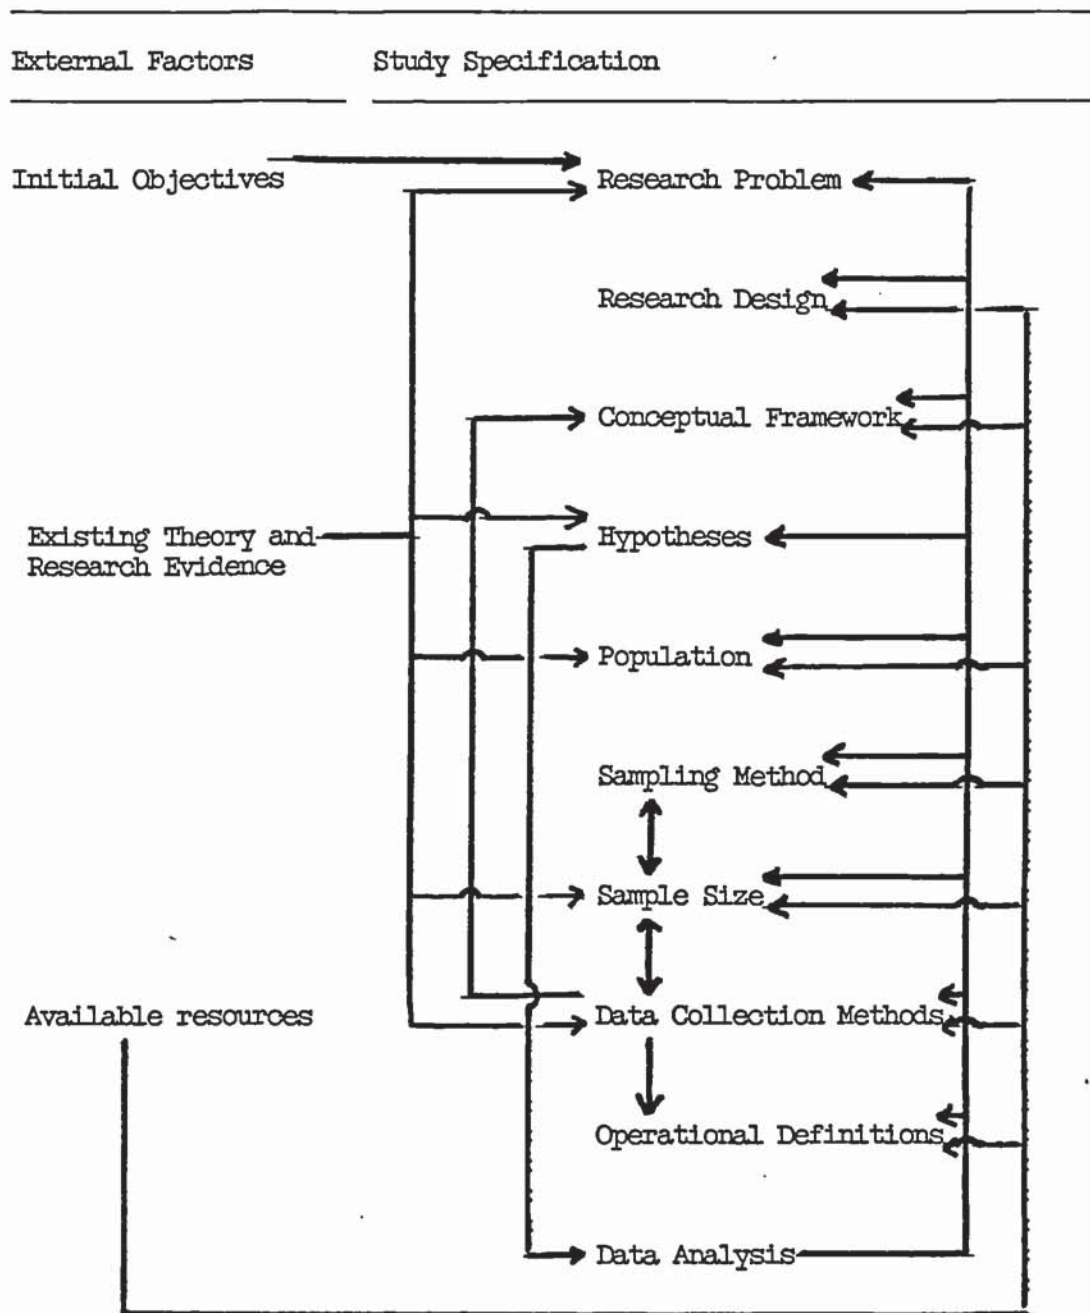 External Factors Study Specification
Initial Objectives
Research Problem
Research Design
Conceptual Framework
Existing Theory and
Research Evidence
Hypotheses
Population
Sampling Method
Sample Size
Available resources
Data Collection Methods
Operational Definitions
Data Analysis